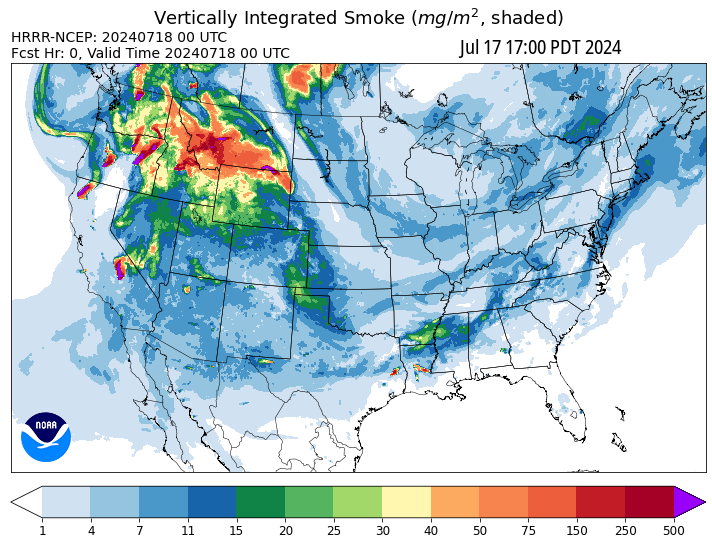 Vertically Integrated Smoke (mg/m², shaded)
HRRR-NCEP: 20240718 00 UTC
Fcst Hr: 0, Valid Time 20240718 00 UTC
Jul 17 17:00 PDT 2024
NOAA
1 4 7 11 15 20 25 30 40 50 75 150 250 500